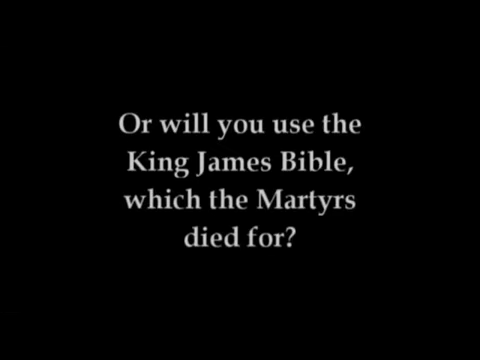 Or will you use the
King James Bible,
which the Martyrs
died for?